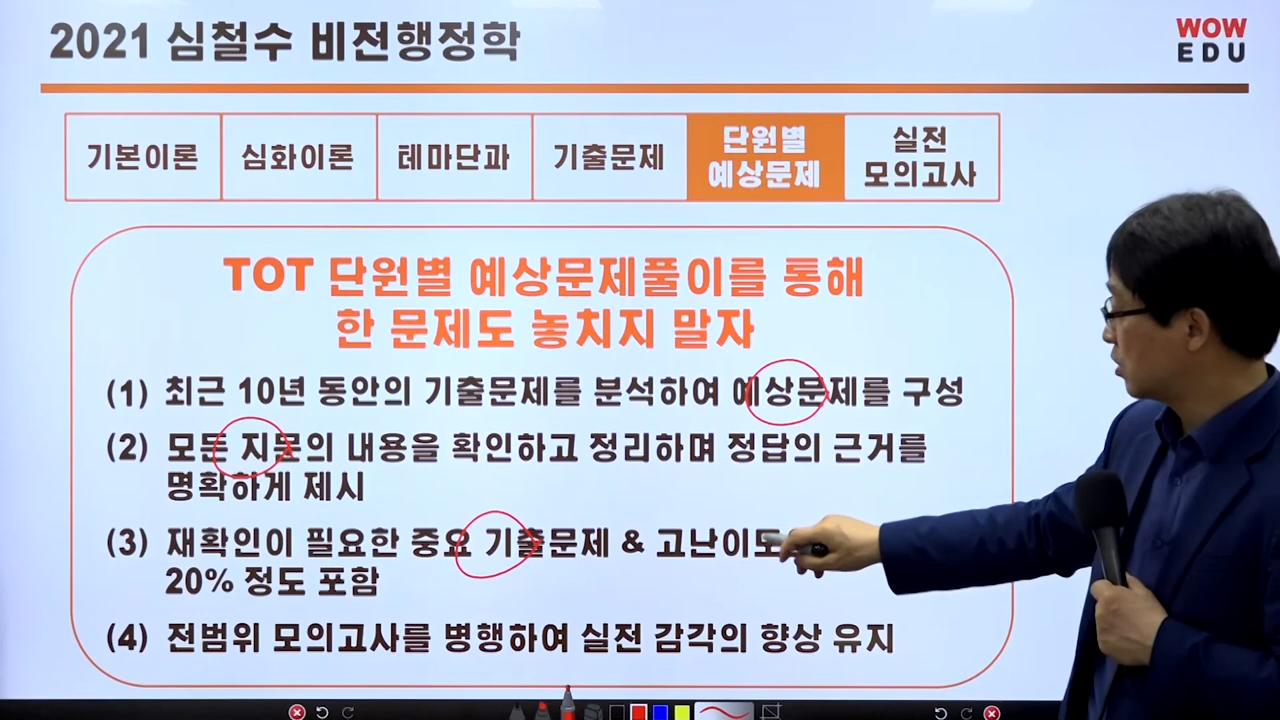 2021 심철수 비전행정학
WOW
EDU
기본이론
심화이론
테마단과
기출문제
단원별
예상문제
실전
모의고사
TOT 단원별 예상문제풀이를 통해
한 문제도 놓치지 말자
(1) 최근 10년 동안의 기출문제를 분석하여 예상문제를 구성
(2) 모든 지문의 내용을 확인하고 정리하며 정답의 근거를
명확하게 제시
(3) 재확인이 필요한 중요 기출문제 & 고난이도
20% 정도 포함
(4) 전범위 모의고사를 병행하여 실전 감각의 향상 유지